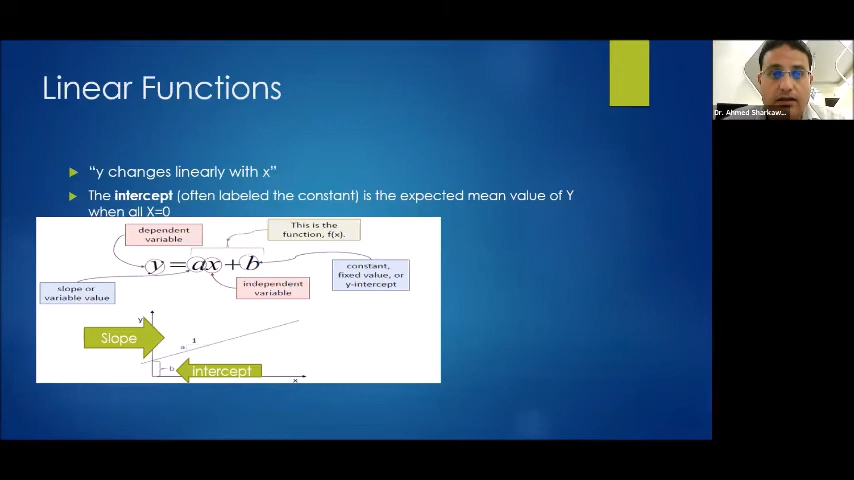 Linear Functions
Dr. Ahmed Sharkaw...
▶ “y changes linearly with x”
▶ The intercept (often labeled the constant) is the expected mean value of Y
when all X=0
dependent
variable
This is the
function, f(x).
y = ax + b
slope or
variable value
independent
variable
constant,
fixed value, or
y-intercept
y
Slope
a
1
b
intercept
x